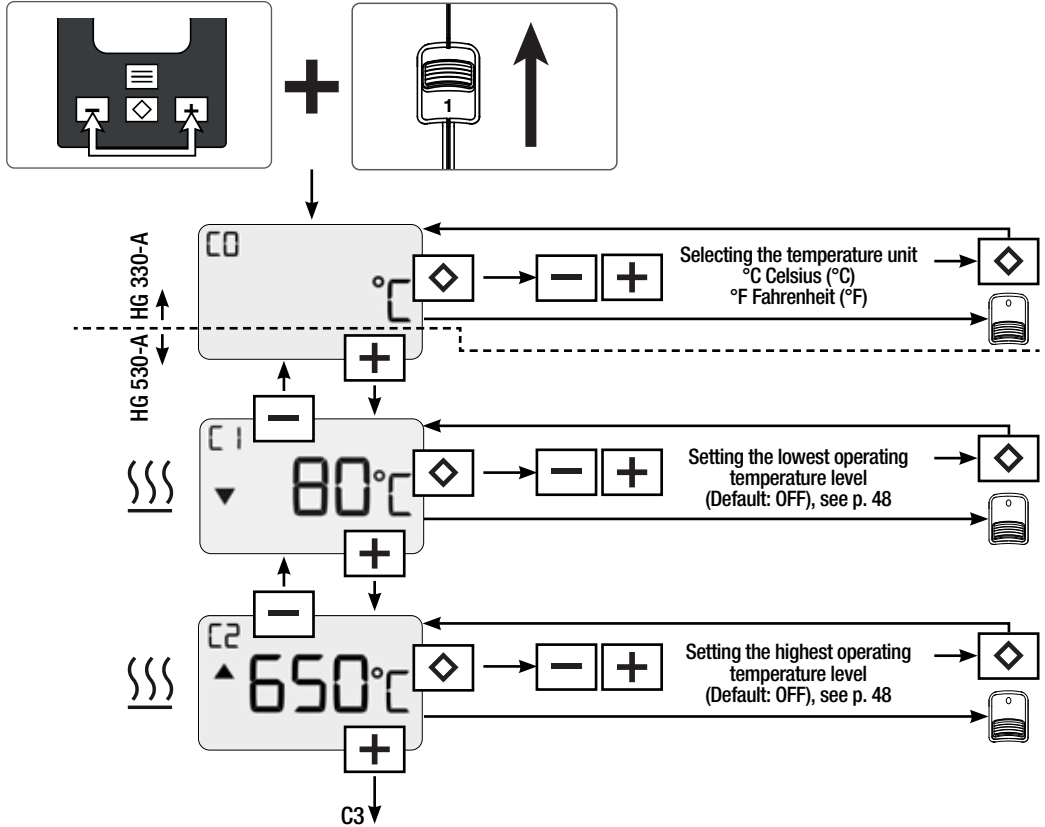 1
C0
°C
HG 330-A
HG 530-A
Selecting the temperature unit
°C Celsius (°C)
°F Fahrenheit (°F)
C1
80°C
Setting the lowest operating
temperature level
(Default: OFF), see p. 48
C2
650°C
Setting the highest operating
temperature level
(Default: OFF), see p. 48
C3